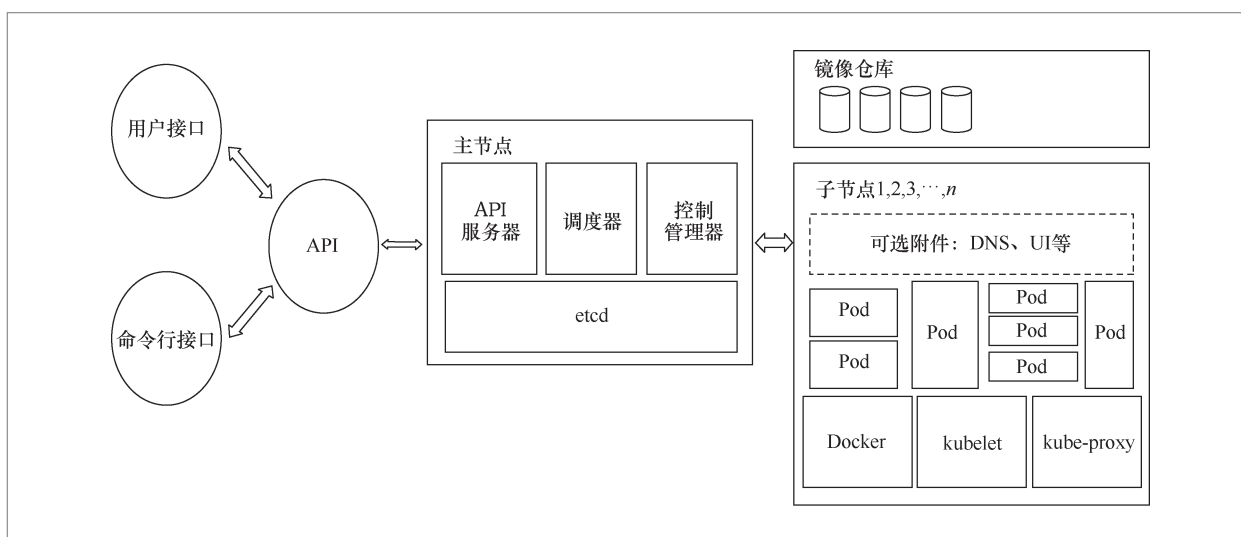 用户接口
命令行接口
API
主节点
API
服务器
调度器
控制
管理器
etcd
镜像仓库
子节点1,2,3,…,n
可选附件：DNS、UI等
Pod
Pod
Pod
Pod
Pod
Pod
Pod
Docker
kubelet
kube-proxy